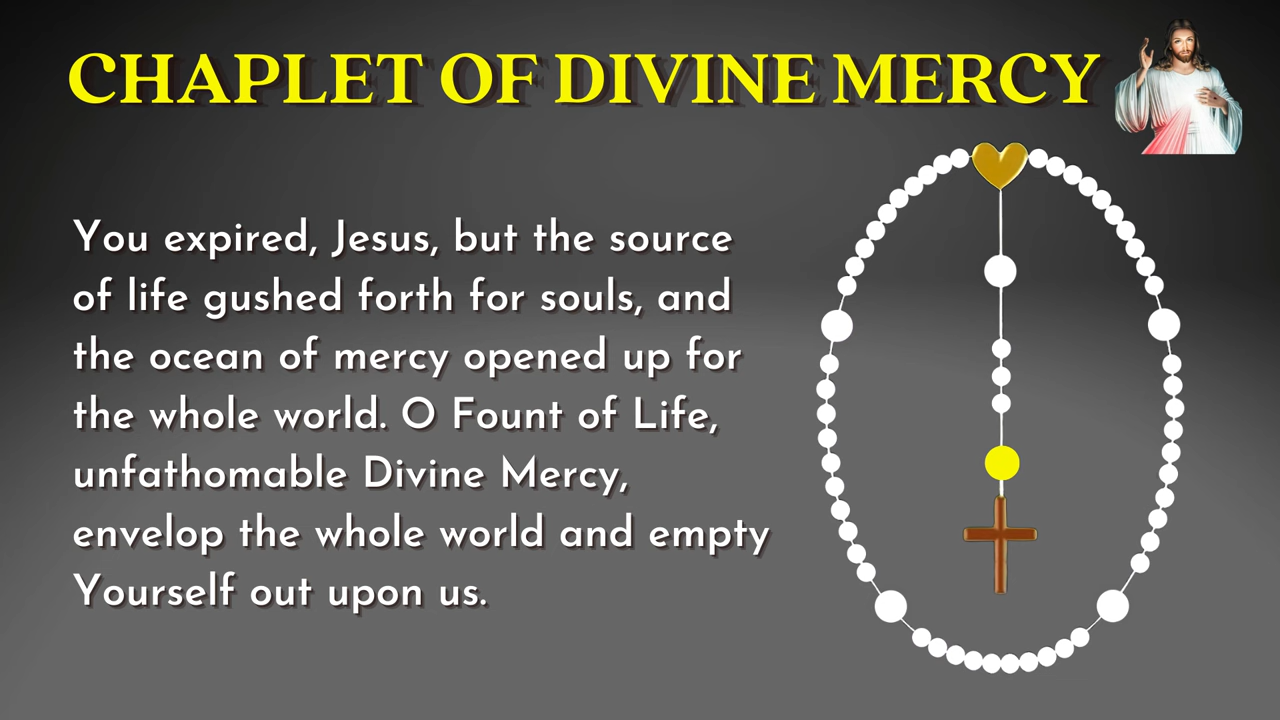 CHAPLET OF DIVINE MERCY
You expired, Jesus, but the source
of life gushed forth for souls, and
the ocean of mercy opened up for
the whole world. O Fount of Life,
unfathomable Divine Mercy,
envelop the whole world and empty
Yourself out upon us.